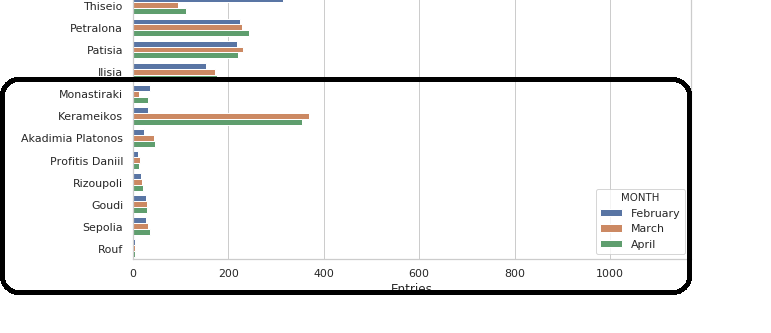 Thiseio
Petralona
Patisia
Ilisia
Monastiraki
Kerameikos
Akadimia Platonos
Profitis Daniil
Rizoupoli
Goudi
Sepolia
Rouf
MONTH
February
March
April
0 200 400 600 800 1000
Entries